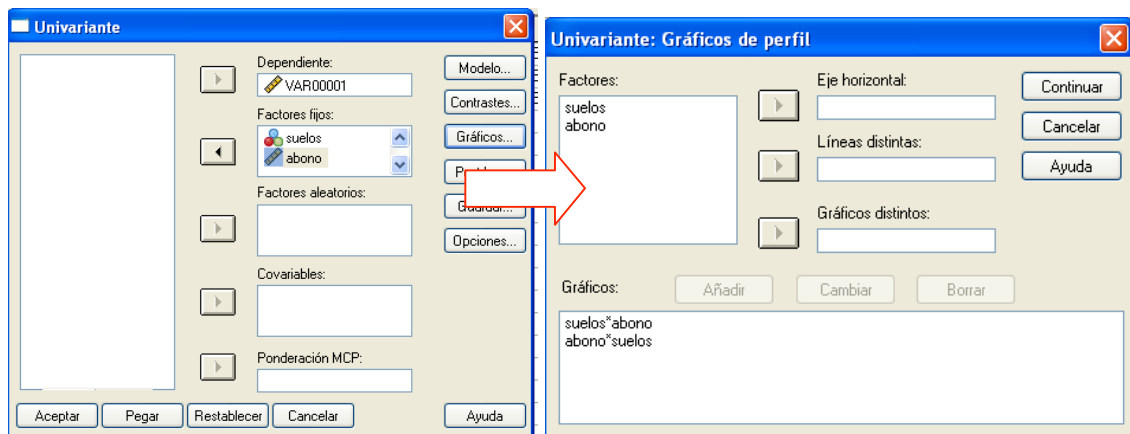 Univariante
Dependiente:
VAR00001
Factores fijos:
suelos
abono
Factores aleatorios:
Covariables:
Ponderación MCP:
Modelo...
Contrastes...
Gráficos...
Guardar...
Opciones...
Aceptar
Pegar
Restablecer
Cancelar
Ayuda
Univariante: Gráficos de perfil
Factores:
suelos
abono
Eje horizontal:
Líneas distintas:
Gráficos distintos:
Continuar
Cancelar
Ayuda
Gráficos:
Añadir
Cambiar
Borrar
suelos*abono
abono*suelos